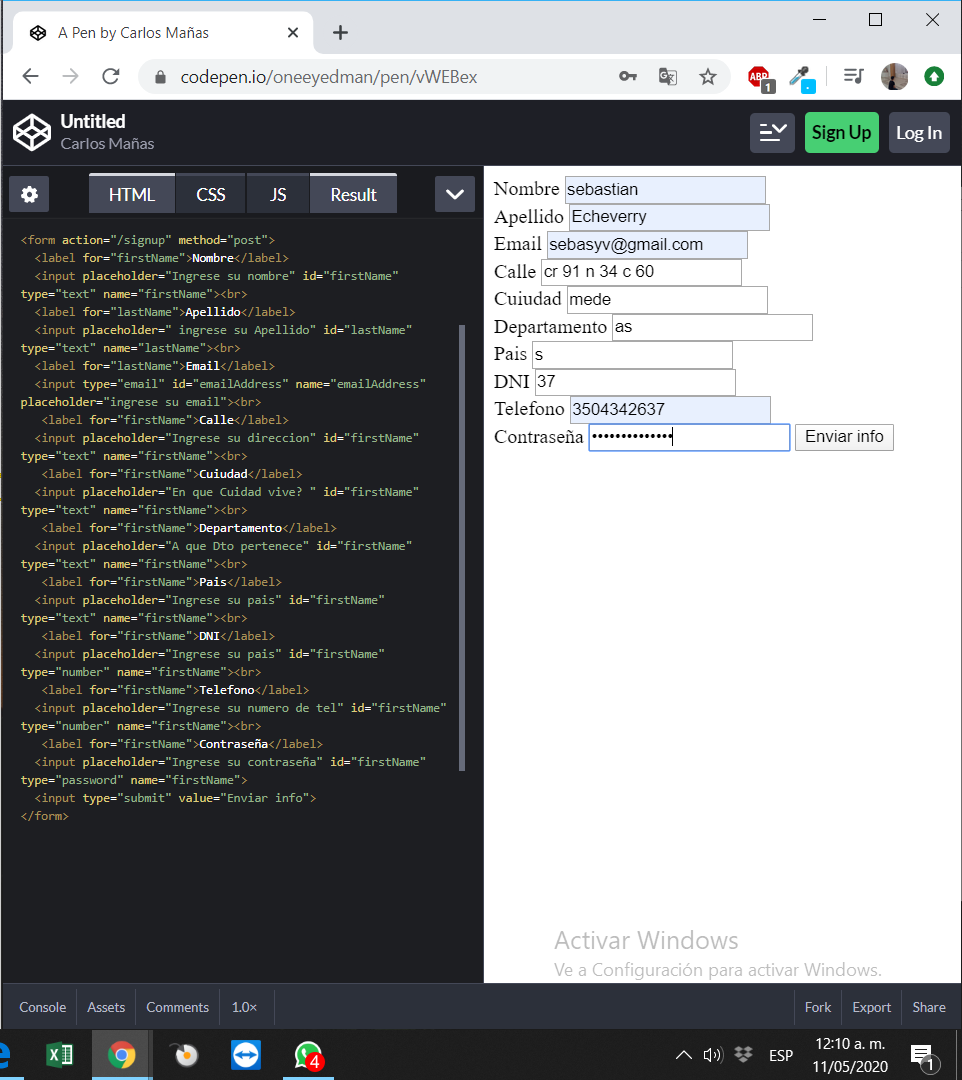 A Pen by Carlos Mañas
codepen.io/oneeyedman/pen/vWEBex
ABP
1
Untitled
Carlos Mañas
Sign Up
Log In
HTML
CSS
JS
Result
<form action="/signup" method="post">
<label for="firstName">Nombre</label>
<input placeholder="Ingrese su nombre" id="firstName"
type="text" name="firstName"><br>
<label for="lastName">Apellido</label>
<input placeholder=" ingrese su Apellido" id="lastName"
type="text" name="lastName"><br>
<label for="lastName">Email</label>
<input type="email" id="emailAddress" name="emailAddress"
placeholder="ingrese su email"><br>
<label for="firstName">Calle</label>
<input placeholder="Ingrese su direccion" id="firstName"
type="text" name="firstName"><br>
<label for="firstName">Cuiudad</label>
<input placeholder="En que Cuidad vive? " id="firstName"
type="text" name="firstName"><br>
<label for="firstName">Departamento</label>
<input placeholder="A que Dto pertenece" id="firstName"
type="text" name="firstName"><br>
<label for="firstName">Pais</label>
<input placeholder="Ingrese su pais" id="firstName"
type="text" name="firstName"><br>
<label for="firstName">DNI</label>
<input placeholder="Ingrese su pais" id="firstName"
type="number" name="firstName"><br>
<label for="firstName">Telefono</label>
<input placeholder="Ingrese su numero de tel" id="firstName"
type="number" name="firstName"><br>
<label for="firstName">Contraseña</label>
<input placeholder="Ingrese su contraseña" id="firstName"
type="password" name="firstName">
<input type="submit" value="Enviar info">
</form>
Nombre sebastian
Apellido Echeverry
Email sebasyv@gmail.com
Calle cr 91 n 34 c 60
Cuiudad mede
Departamento as
Pais s
DNI 37
Telefono 3504342637
Contraseña •••••••••••••• Enviar info
Activar Windows
Ve a Configuración para activar Windows.
Console
Assets
Comments
1.0×
Fork
Export
Share
4
ESP
12:10 a. m.
11/05/2020
1